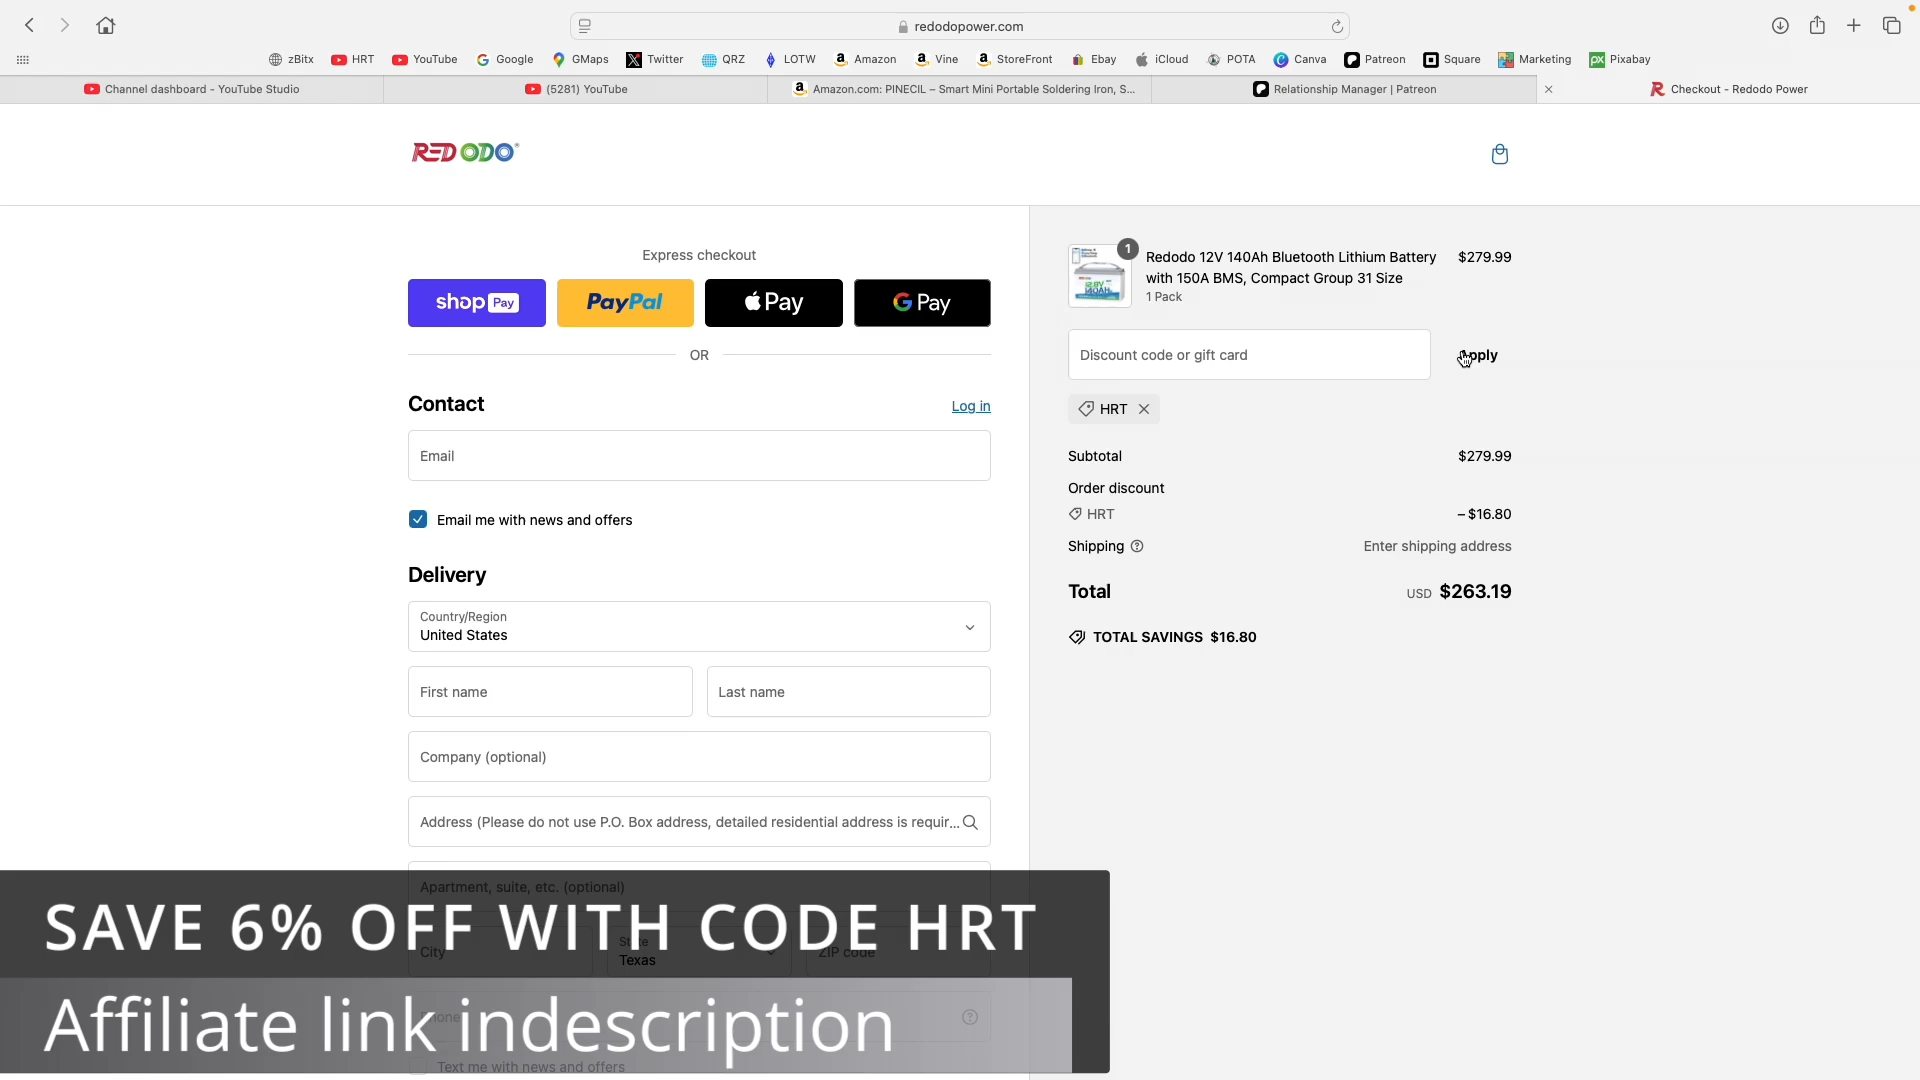 redodopower.com
zBitx HRT YouTube Google GMaps Twitter QRZ LOTW Amazon Vine StoreFront Ebay iCloud POTA Canva Patreon Square Marketing Pixabay
Channel dashboard - YouTube Studio
(5281) YouTube
Amazon.com: PINECIL – Smart Mini Portable Soldering Iron, S...
Relationship Manager | Patreon
Checkout - Redodo Power
REDODO
Express checkout
shop Pay
PayPal
Pay
G Pay
OR
Contact
Log in
Email
Email me with news and offers
Delivery
Country/Region
United States
First name
Last name
Company (optional)
Address (Please do not use P.O. Box address, detailed residential address is requir...
Apartment, suite, etc. (optional)
City
State
Texas
ZIP code
Text me with news and offers
1
Redodo 12V 140Ah Bluetooth Lithium Battery
with 150A BMS, Compact Group 31 Size
1 Pack
$279.99
Discount code or gift card
Apply
HRT
Subtotal
$279.99
Order discount
HRT
–$16.80
Shipping
Enter shipping address
Total
USD $263.19
TOTAL SAVINGS $16.80
SAVE 6% OFF WITH CODE HRT
Affiliate link indescription